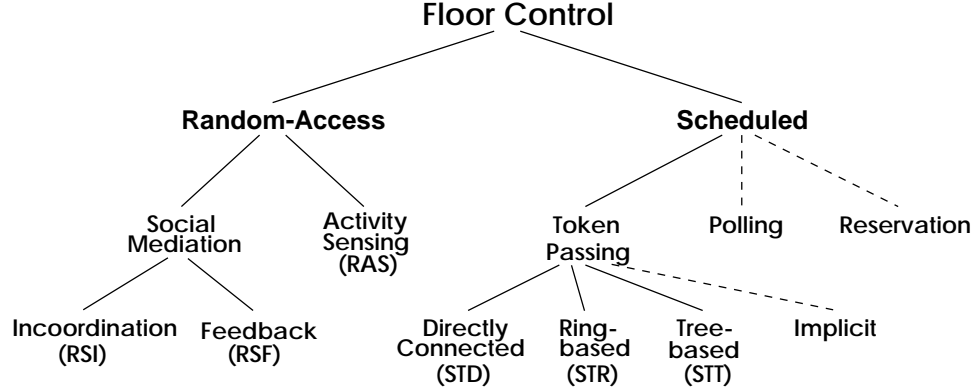 Floor Control
Random-Access
Scheduled
Social
Mediation
Activity
Sensing
(RAS)
Token
Passing
Polling
Reservation
Incoordination
(RSI)
Feedback
(RSF)
Directly
Connected
(STD)
Ring-
based
(STR)
Tree-
based
(STT)
Implicit